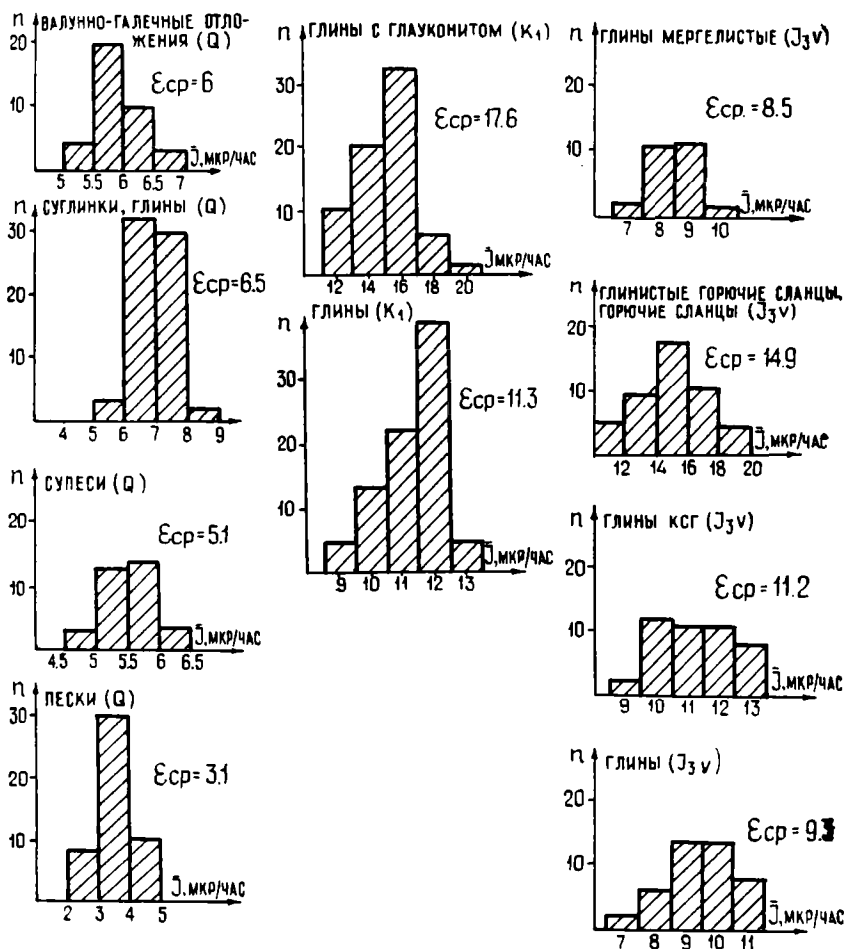 n ВАЛУННО-ГАЛЕЧНЫЕ ОТЛО-
ЖЕНИЯ (Q)
20
10
Ɛср=6
J̄,МКР/ЧАС
5 5.5 6 6.5 7
n СУГЛИНКИ, ГЛИНЫ (Q)
30
20
10
Ɛср=6.5
J̄,МКР/ЧАС
4 5 6 7 8 9
n СУПЕСИ (Q)
20
10
Ɛср=5.1
J̄,МКР/ЧАС
4.5 5 5.5 6 6.5
n ПЕСКИ (Q)
30
20
10
Ɛср=3.1
J̄,МКР/ЧАС
2 3 4 5
n ГЛИНЫ С ГЛАУКОНИТОМ (K₁)
30
20
10
Ɛср=17.6
J̄МКР/ЧАС
12 14 16 18 20
n ГЛИНЫ (K₁)
30
20
10
Ɛср=11.3
J̄,МКР/ЧАС
9 10 11 12 13
n ГЛИНЫ МЕРГЕЛИСТЫЕ (J₃v)
20
10
Ɛср.=8.5
J̄,МКР/ЧАС
7 8 9 10
n ГЛИНИСТЫЕ ГОРЮЧИЕ СЛАНЦЫ,
ГОРЮЧИЕ СЛАНЦЫ (J₃v)
20
10
Ɛср=14.9
J̄,МКР/ЧАС
12 14 16 18 20
n ГЛИНЫ КСГ (J₃v)
20
10
Ɛср=11.2
J̄,МКР/ЧАС
9 10 11 12 13
n ГЛИНЫ (J₃v)
20
10
Ɛср=9.3
J̄,МКР/ЧАС
7 8 9 10 11